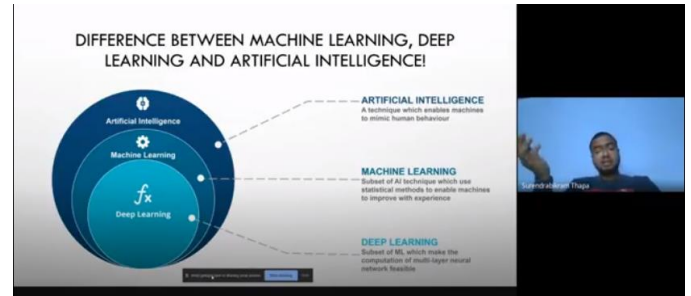 DIFFERENCE BETWEEN MACHINE LEARNING, DEEP
LEARNING AND ARTIFICIAL INTELLIGENCE!
Artificial Intelligence
Machine Learning
fx
Deep Learning
ARTIFICIAL INTELLIGENCE
A technique which enables machines
to mimic human behaviour
MACHINE LEARNING
Subset of AI technique which use
statistical methods to enable machines
to improve with experience
DEEP LEARNING
Subset of ML which make the
computation of multi-layer neural
network feasible
Surendrabikram Thapa